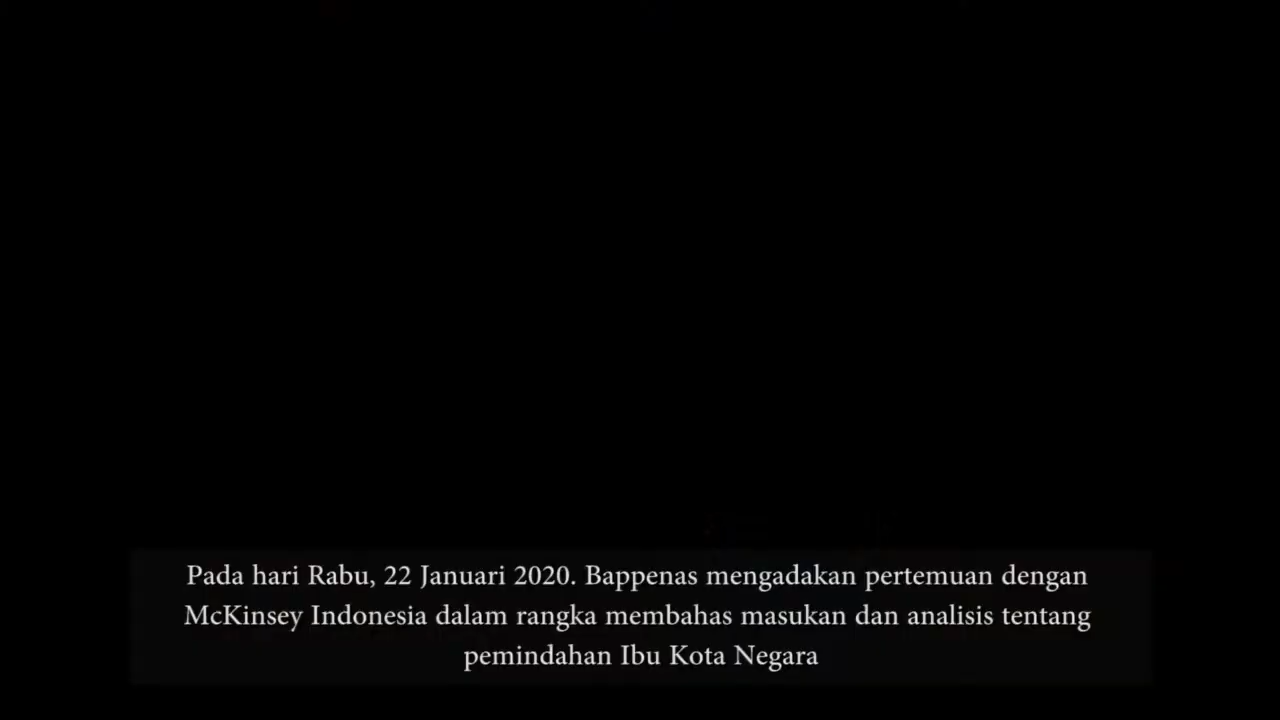 Pada hari Rabu, 22 Januari 2020. Bappenas mengadakan pertemuan dengan
McKinsey Indonesia dalam rangka membahas masukan dan analisis tentang
pemindahan Ibu Kota Negara